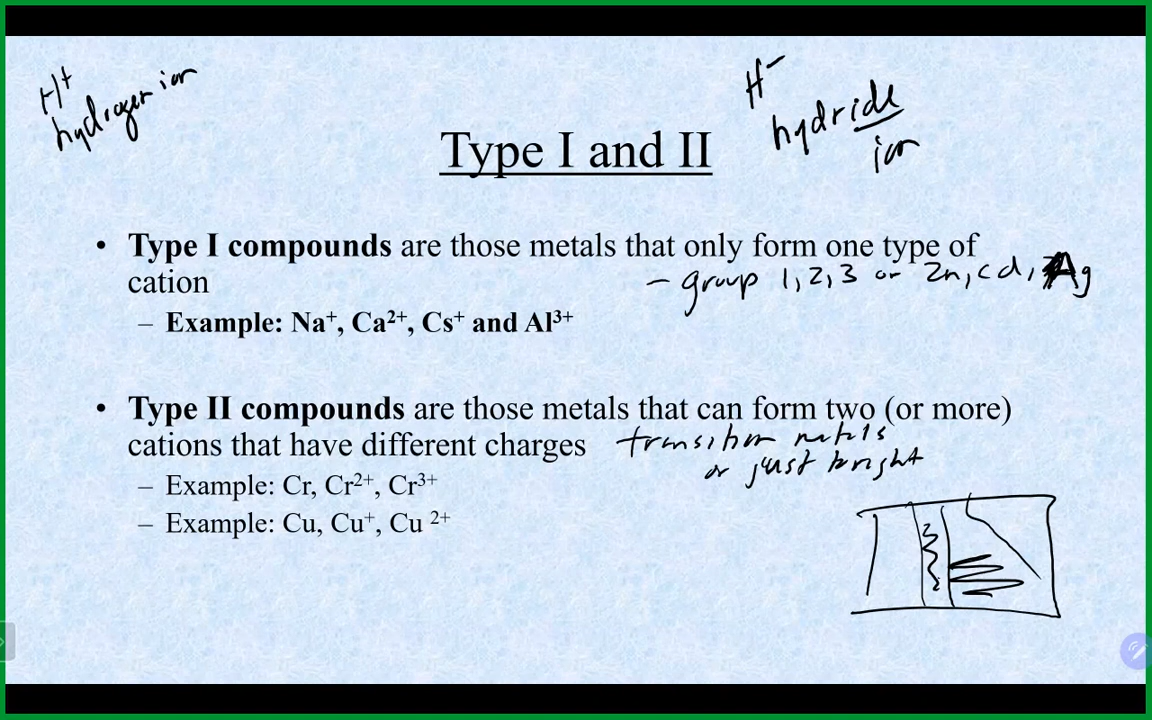 H+
hydrogen ion
H−
hydride
ion
Type I and II
• Type I compounds are those metals that only form one type of
cation
– group 1, 2, 3 or Zn, Cd, Ag
– Example: Na⁺, Ca²⁺, Cs⁺ and Al³⁺
• Type II compounds are those metals that can form two (or more)
cations that have different charges
transition metals
or just right
– Example: Cr, Cr²⁺, Cr³⁺
– Example: Cu, Cu⁺, Cu ²⁺